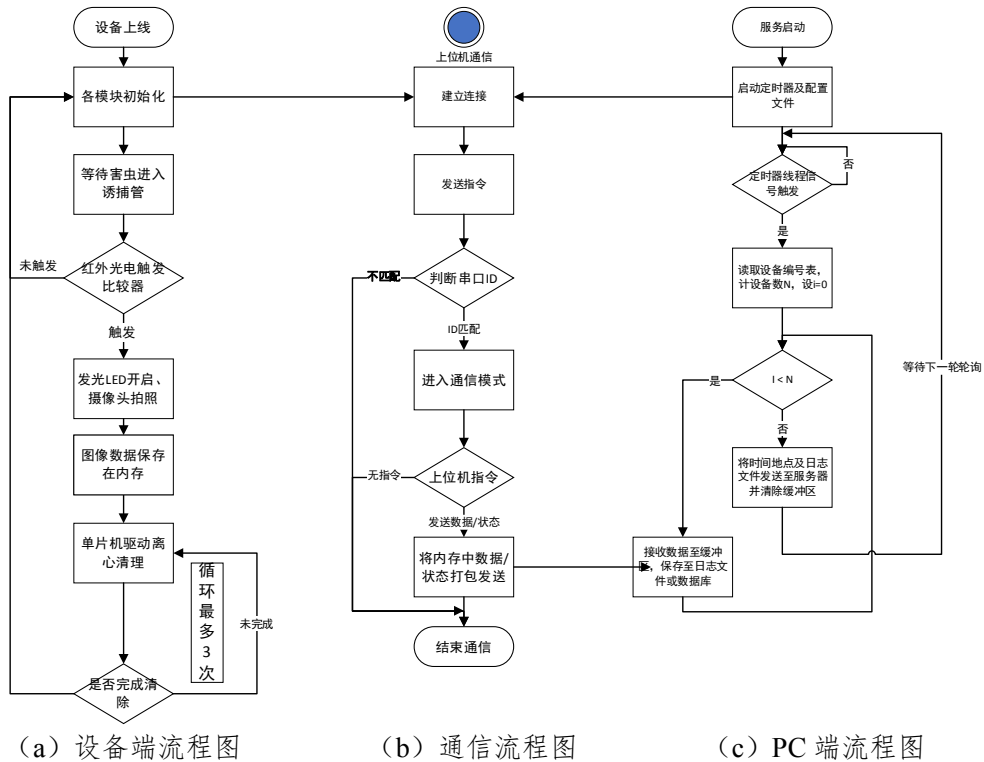 设备上线
各模块初始化
等待害虫进入
诱捕管
未触发
红外光电触发
比较器
触发
发光LED开启、
摄像头拍照
图像数据保存
在内存
单片机驱动离
心清理
循
环
最
多
3
次
未完成
是否完成清
除
（a）设备端流程图
上位机通信
建立连接
发送指令
不匹配
判断串口ID
ID匹配
进入通信模式
无指令
上位机指令
发送数据/状态
将内存中数据/
状态打包发送
结束通信
（b）通信流程图
服务启动
启动定时器及配置
文件
否
定时器线程信
号触发
是
读取设备编号表，
计设备数N，设i=0
等待下一轮轮询
是
I < N
否
将时间地点及日志
文件发送至服务器
并清除缓冲区
接收数据至缓冲
区，保存至日志文
件或数据库
（c）PC 端流程图